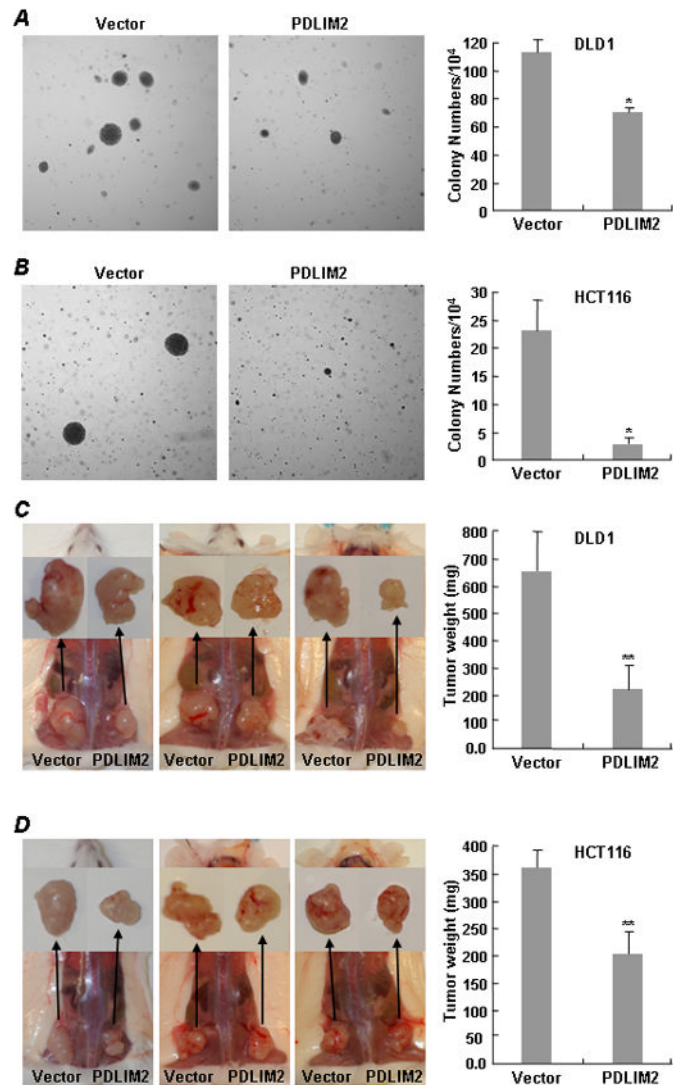 A
Vector PDLIM2
DLD1
Colony Numbers/10⁴
120
100
80
60
40
20
0
*
Vector PDLIM2
B
Vector PDLIM2
HCT116
Colony Numbers/10⁴
30
25
20
15
10
5
0
*
Vector PDLIM2
C
Vector PDLIM2 Vector PDLIM2 Vector PDLIM2
DLD1
Tumor weight (mg)
800
700
600
500
400
300
200
100
0.0
**
Vector PDLIM2
D
Vector PDLIM2 Vector PDLIM2 Vector PDLIM2
HCT116
Tumor weight (mg)
400
350
300
250
200
150
100
50
0.0
**
Vector PDLIM2